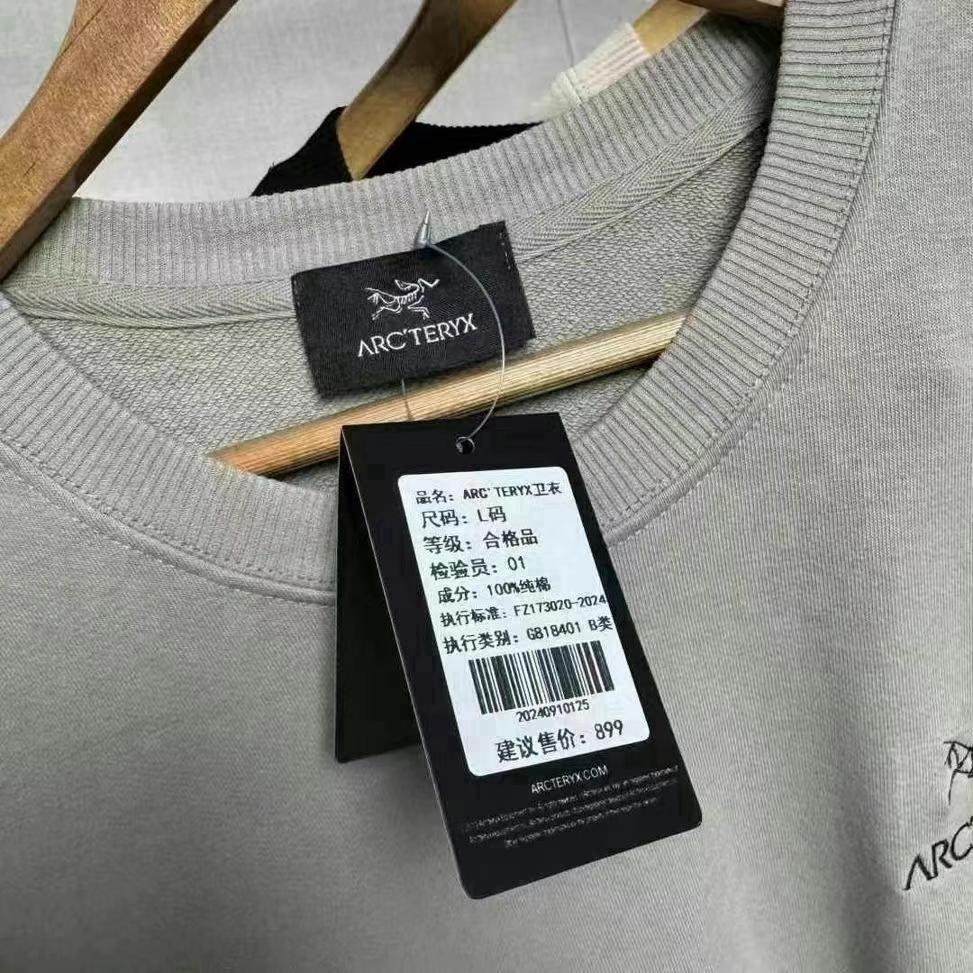 ARC'TERYX
品名：ARC'TERYX卫衣
尺码：L码
等级：合格品
检验员：01
成分：100%纯棉
执行标准：FZ173020-2024
执行类别：GB18401 B类
20240910125
建议售价：899
ARCTERYX.COM
ARC'